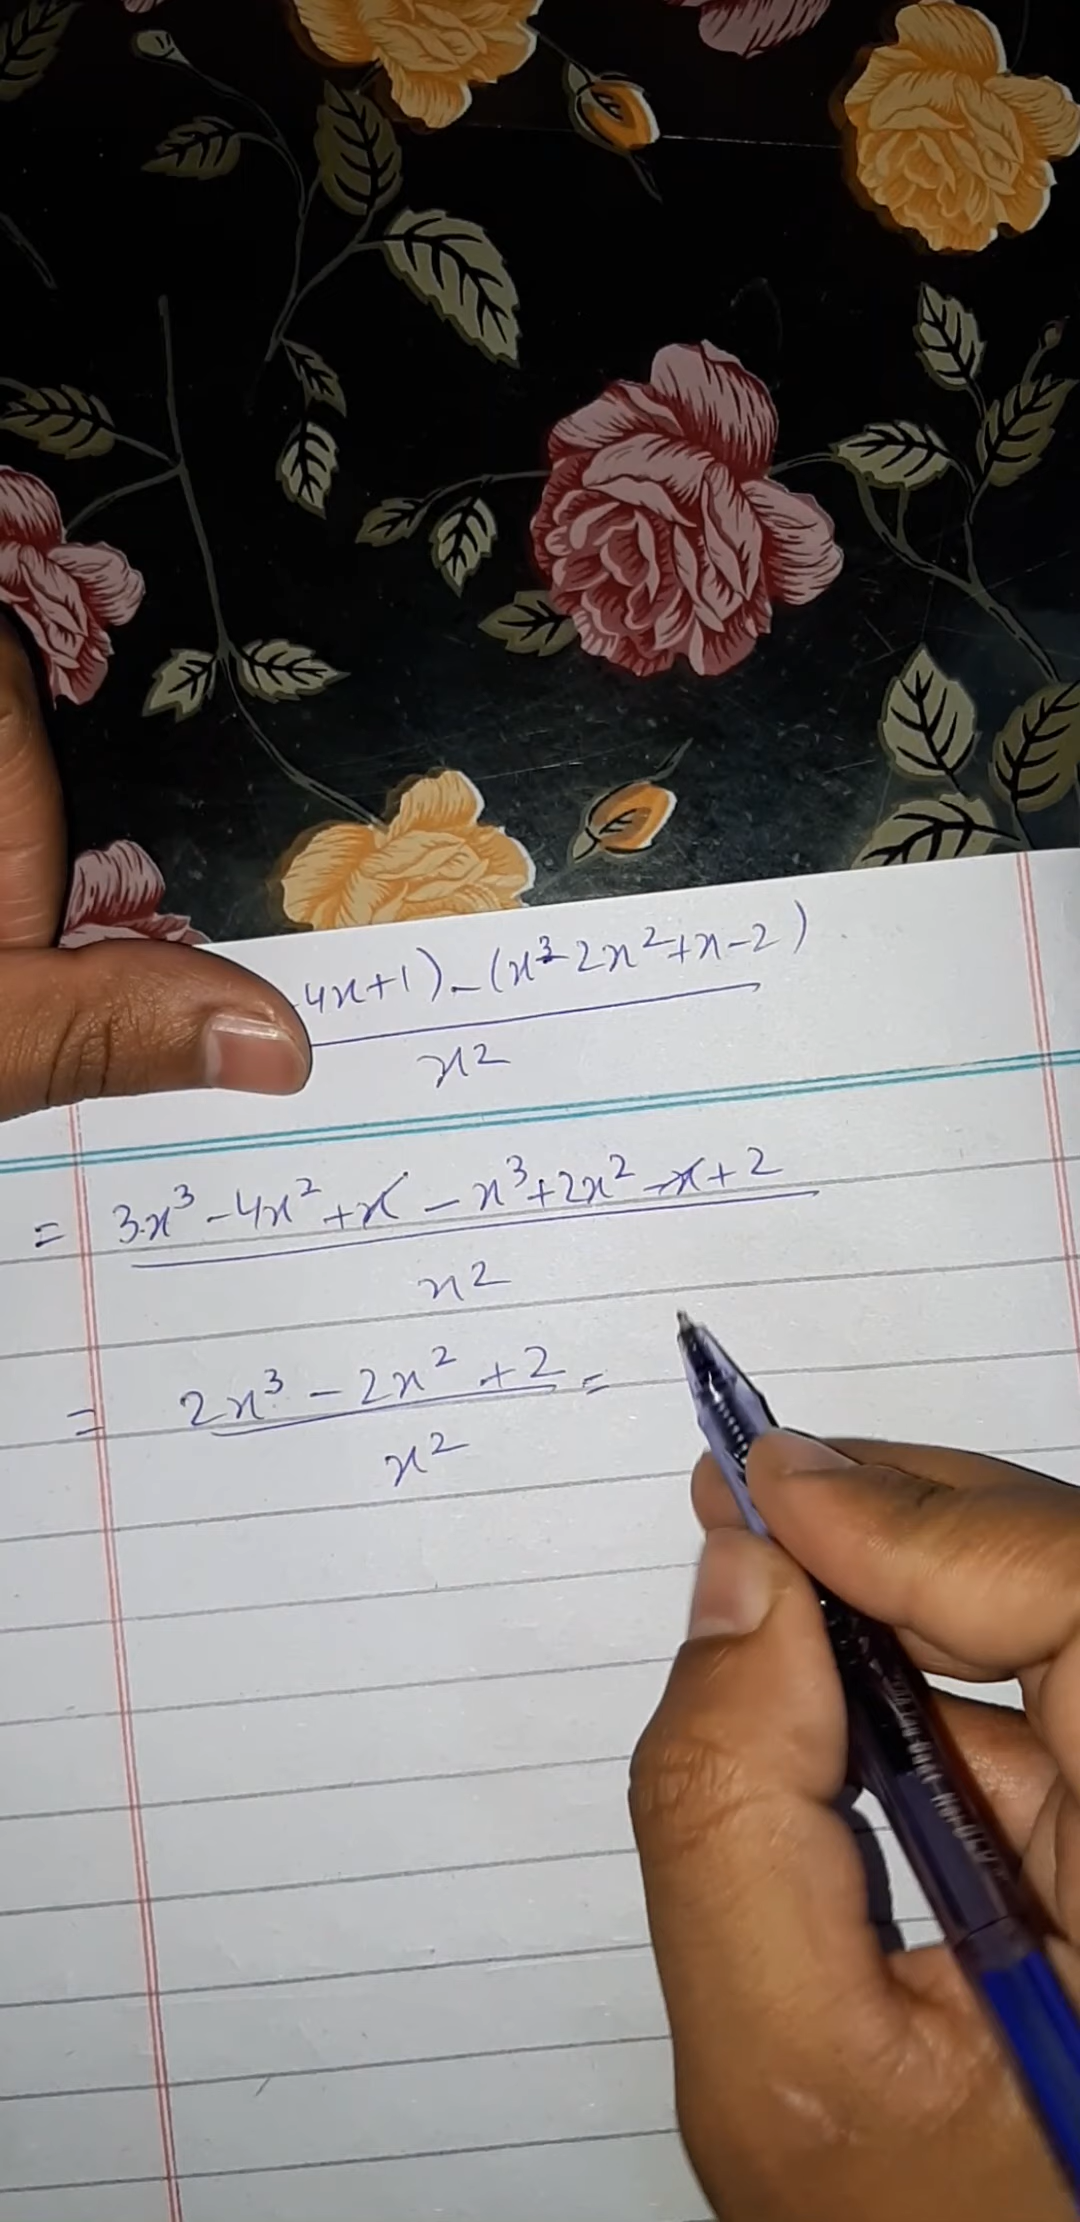 4x+1)-(x³-2x²+x-2)
x²
= 3x³-4x²+x-x³+2x²-x+2
x²
= 2x³-2x²+2 =
x²